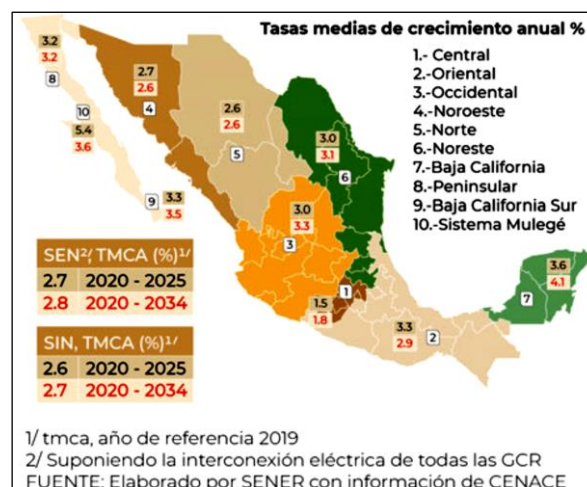 Tasas medias de crecimiento anual %
1.- Central
2.-Oriental
3.-Occidental
4.-Noroeste
5.-Norte
6.-Noreste
7.-Baja California
8.-Peninsular
9.-Baja California Sur
10.-Sistema Mulegé
3.2
3.2
8
10
5.4
3.6
9
3.3
3.5
2.7
2.6
4
2.6
2.6
5
3.0
3.1
6
3.0
3.3
3
1
1.5
1.8
3.3
2.9
2
3.6
4.1
7
SEN²/, TMCA (%)¹/
2.7 2020 - 2025
2.8 2020 - 2034
SIN, TMCA (%)¹/
2.6 2020 - 2025
2.7 2020 - 2034
1/ tmca, año de referencia 2019
2/ Suponiendo la interconexión eléctrica de todas las GCR
FUENTE: Elaborado por SENER con información de CENACE